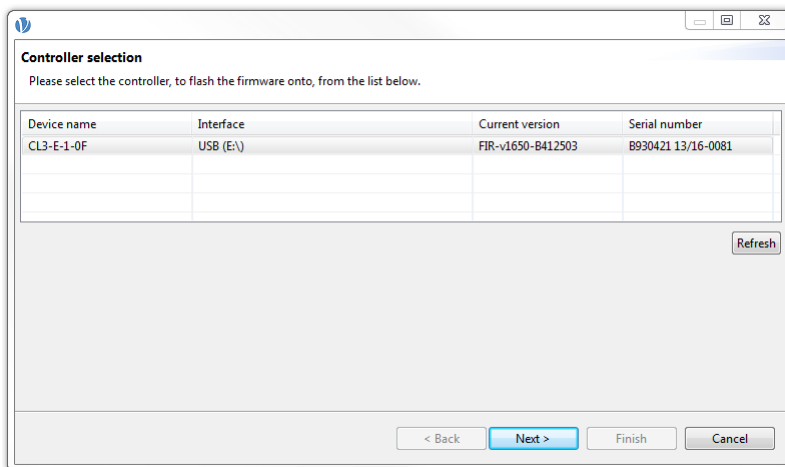 Controller selection
Please select the controller, to flash the firmware onto, from the list below.
Device name Interface Current version Serial number
CL3-E-1-0F USB (E:\) FIR-v1650-B412503 B930421 13/16-0081
Refresh
< Back Next > Finish Cancel